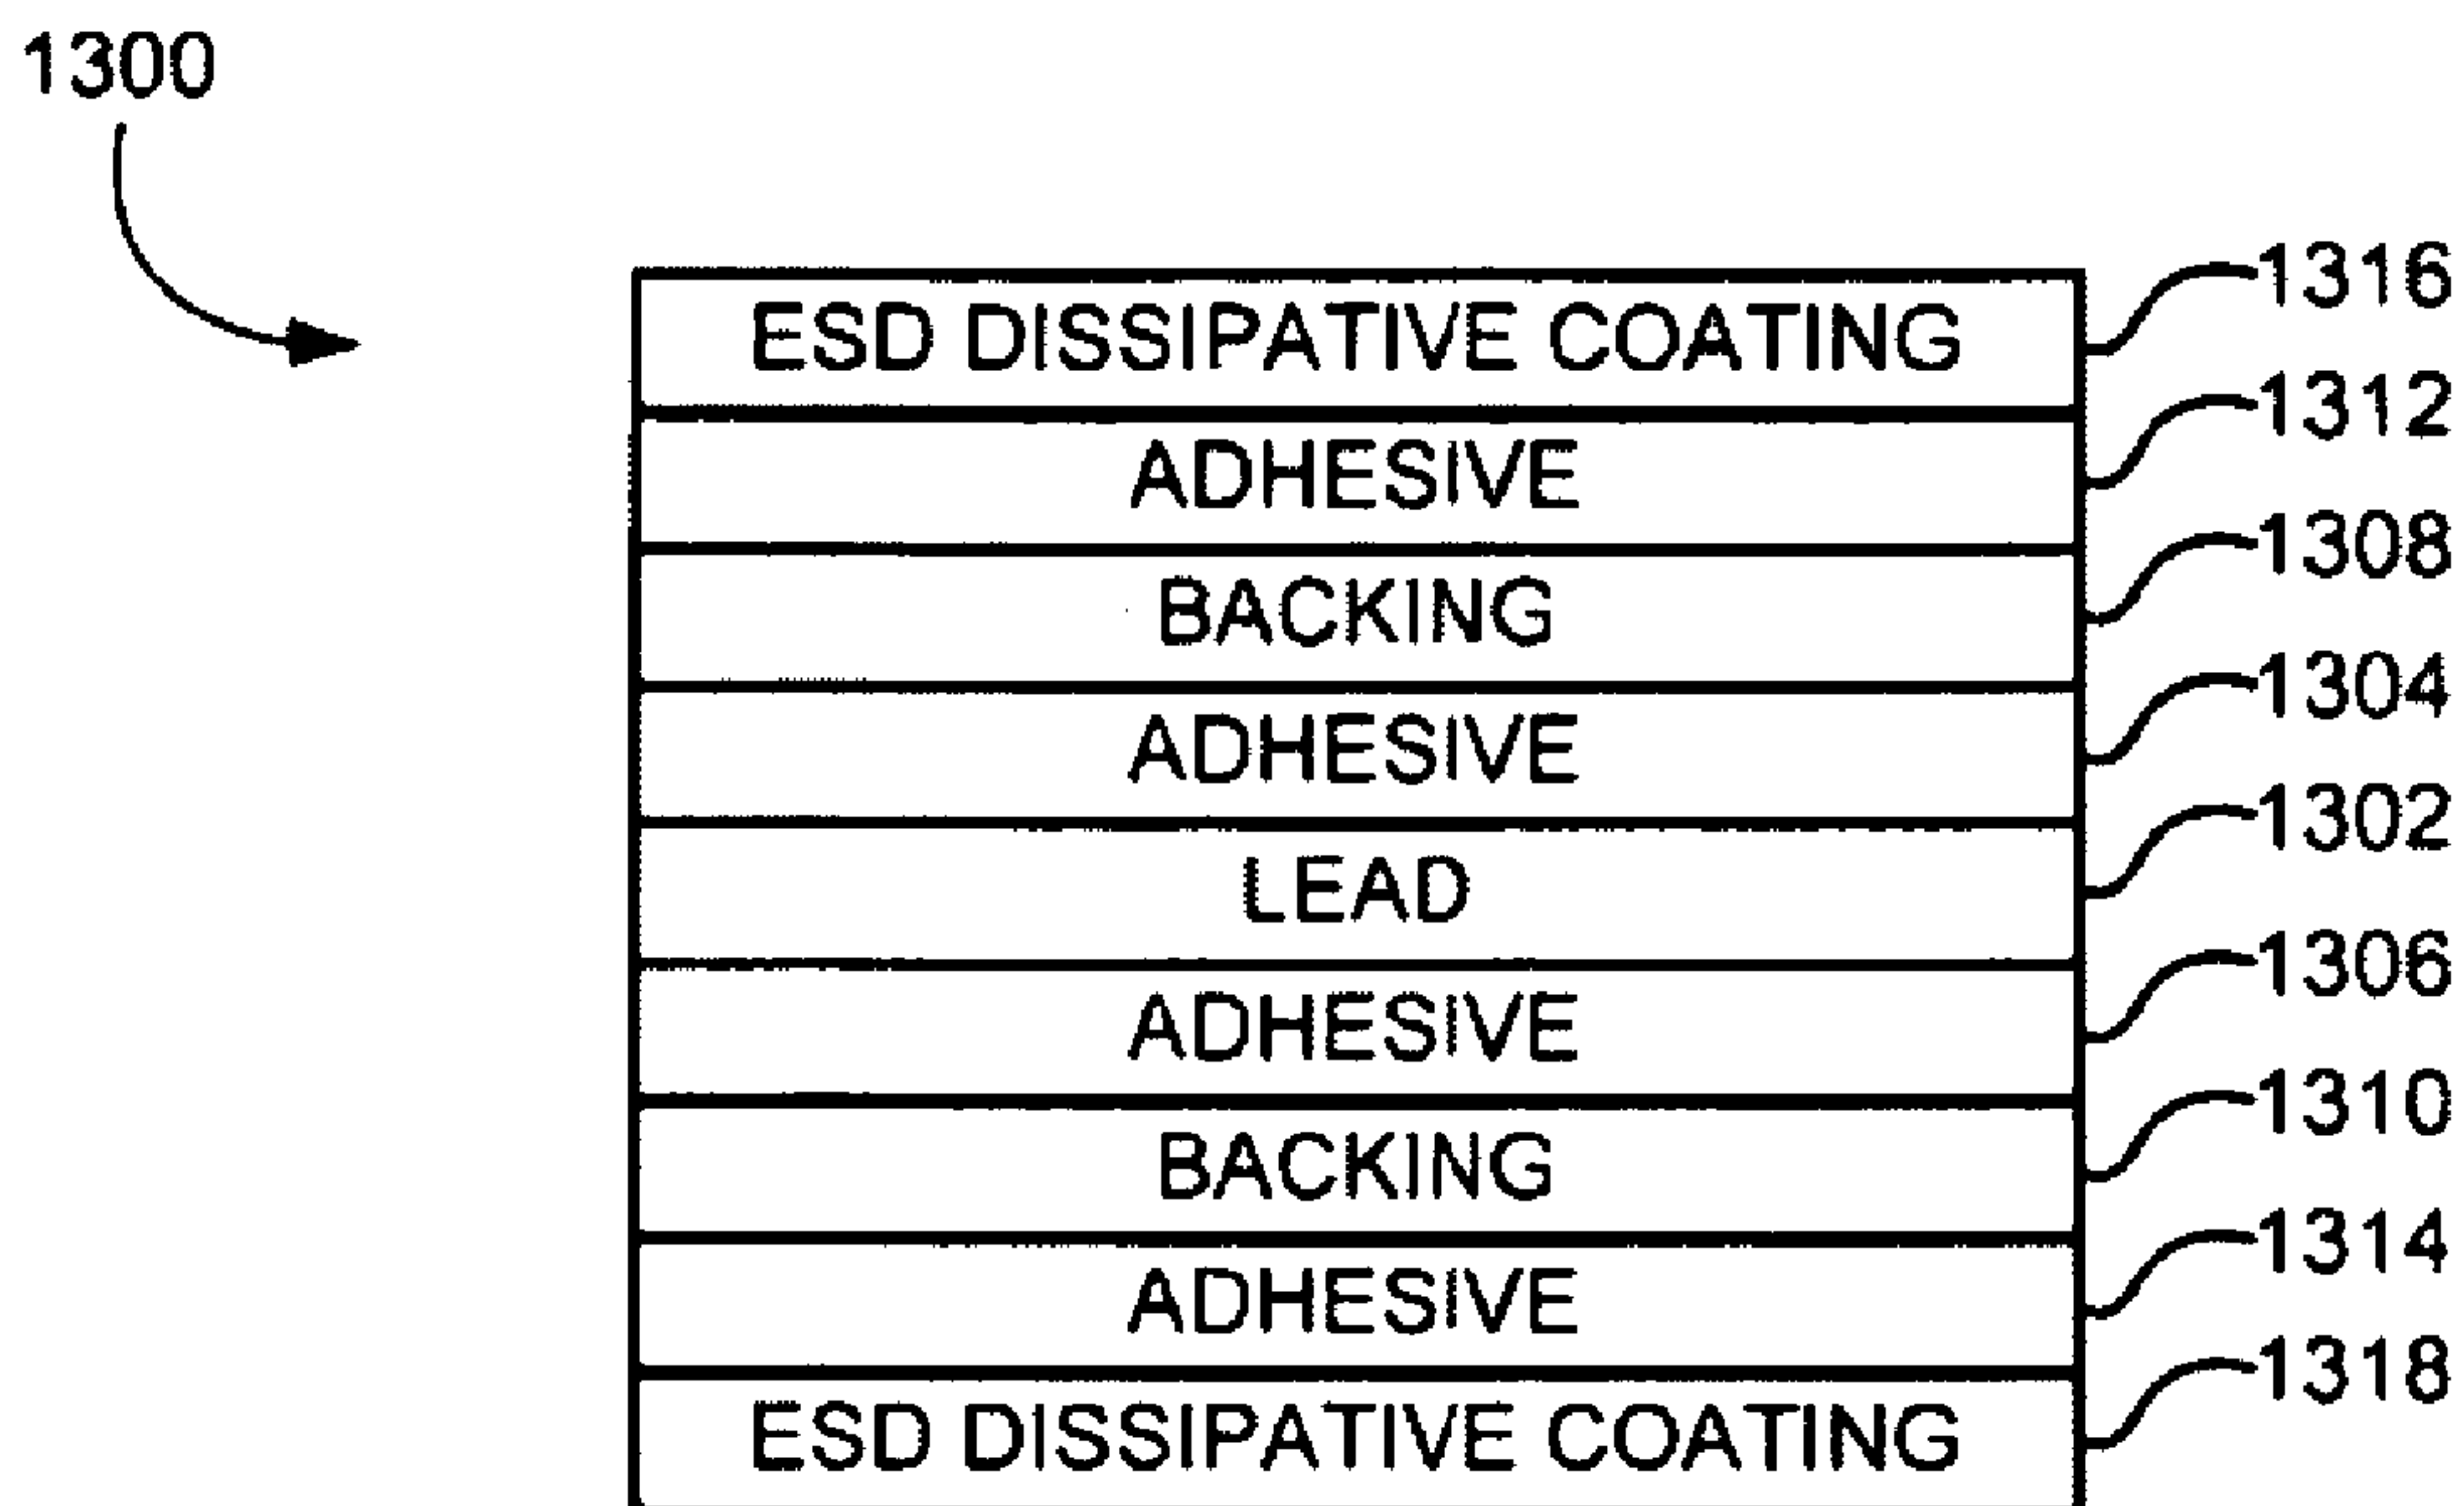 1300
ESD DISSIPATIVE COATING 1316
ADHESIVE 1312
BACKING 1308
ADHESIVE 1304
LEAD 1302
ADHESIVE 1306
BACKING 1310
ADHESIVE 1314
ESD DISSIPATIVE COATING 1318